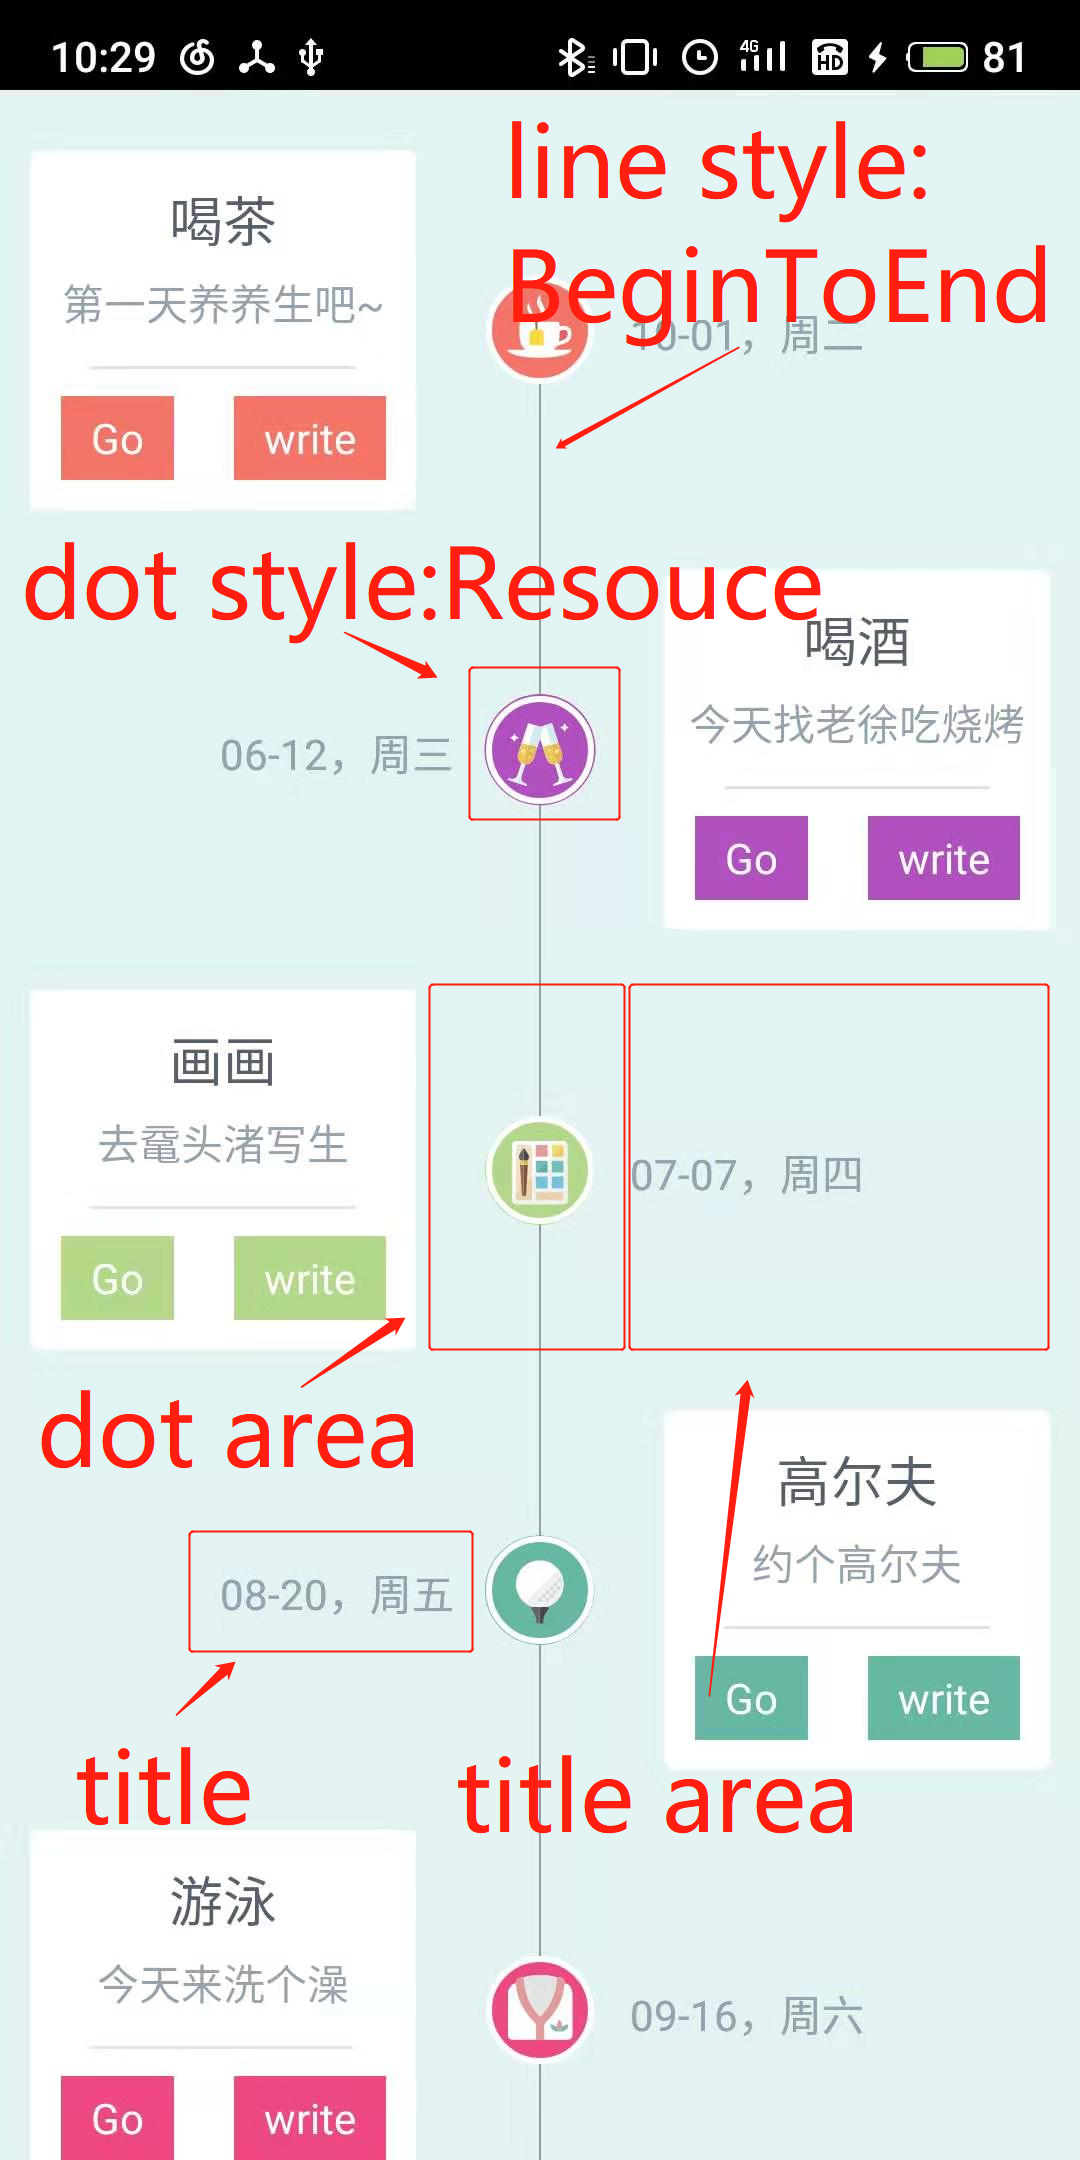 10:29
4G
HD
81
line style:
BeginToEnd
喝茶
第一天养养生吧~
10-01，周二
Go
write
dot style:Resouce
喝酒
今天找老徐吃烧烤
06-12，周三
Go
write
画画
去鼋头渚写生
07-07，周四
Go
write
dot area
高尔夫
约个高尔夫
08-20，周五
Go
write
title
title area
游泳
今天来洗个澡
09-16，周六
Go
write